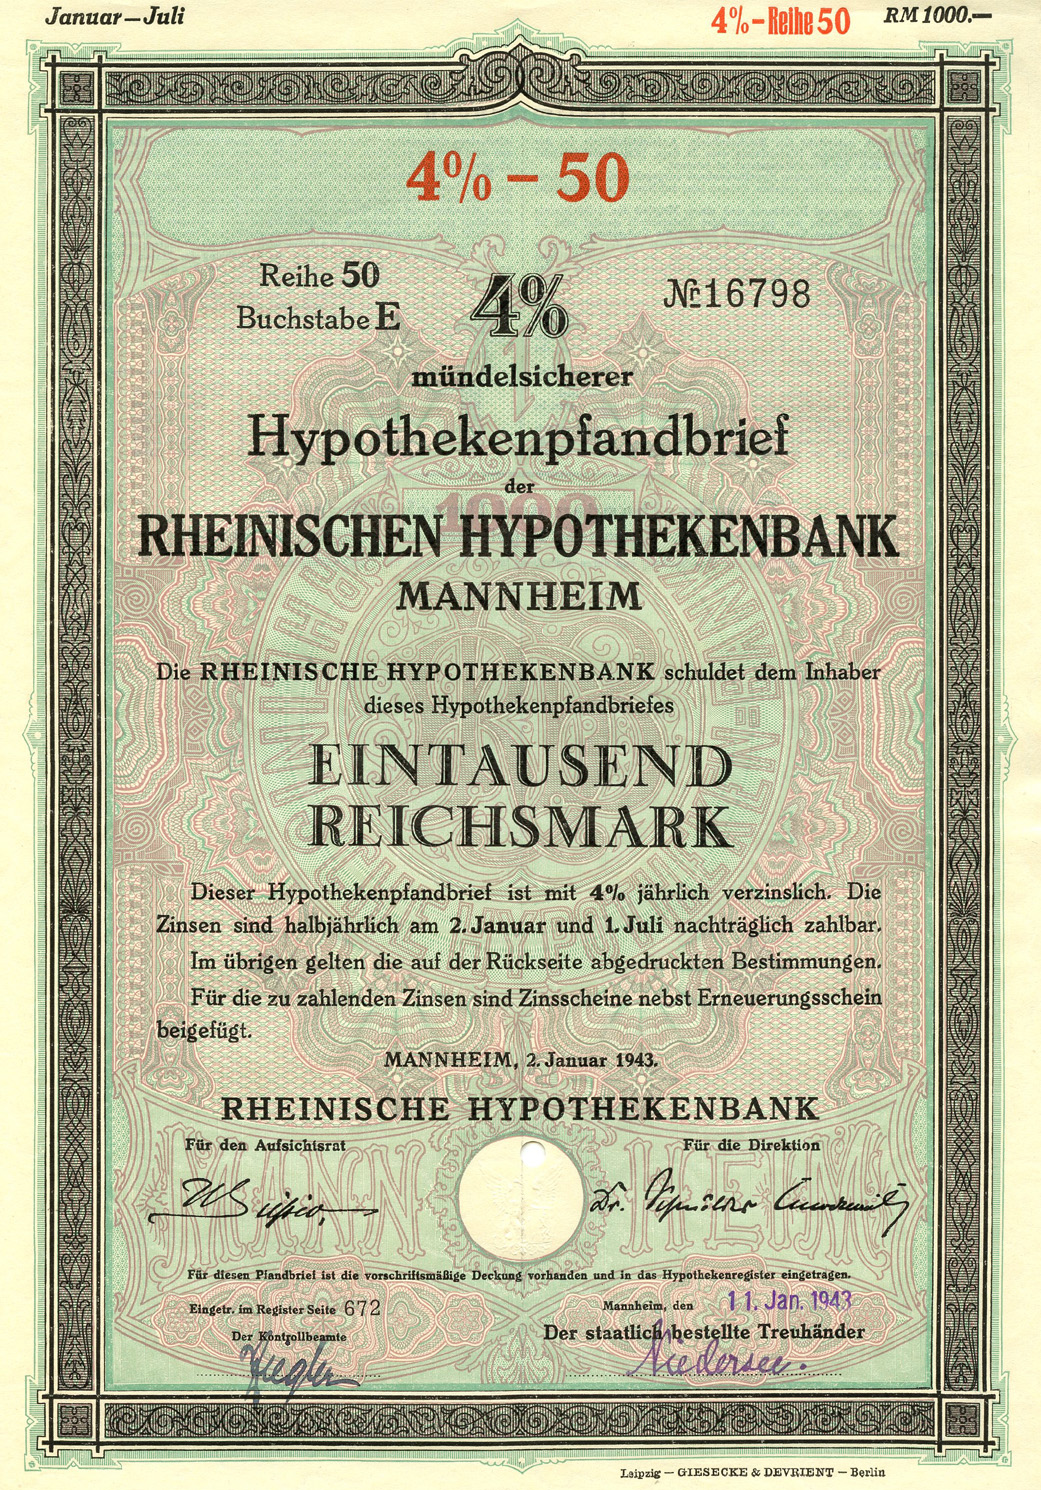 Januar—Juli
4%-Reihe 50
RM 1000.—
4% – 50
Reihe 50
Buchstabe E
4%
№ 16798
mündelsicherer
Hypothekenpfandbrief
der
1000
RHEINISCHEN HYPOTHEKENBANK
MANNHEIM
Die RHEINISCHE HYPOTHEKENBANK schuldet dem Inhaber
dieses Hypothekenpfandbriefes
EINTAUSEND
REICHSMARK
Dieser Hypothekenpfandbrief ist mit 4% jährlich verzinslich. Die
Zinsen sind halbjährlich am 2. Januar und 1. Juli nachträglich zahlbar.
Im übrigen gelten die auf der Rückseite abgedruckten Bestimmungen.
Für die zu zahlenden Zinsen sind Zinsscheine nebst Erneuerungsschein
beigefügt.
MANNHEIM, 2. Januar 1943.
RHEINISCHE HYPOTHEKENBANK
Für den Aufsichtsrat
Für die Direktion
MANNHEIM
Dr.
Für diesen Pfandbrief ist die vorschriftsmäßige Deckung vorhanden und in das Hypothekenregister eingetragen.
Eingetr. im Register Seite 672
Mannheim, den 11. Jan. 1943
Der Kontrollbeamte
Der staatlich bestellte Treuhänder
Ziegler
Niedersee.
Leipzig — GIESECKE & DEVRIENT — Berlin